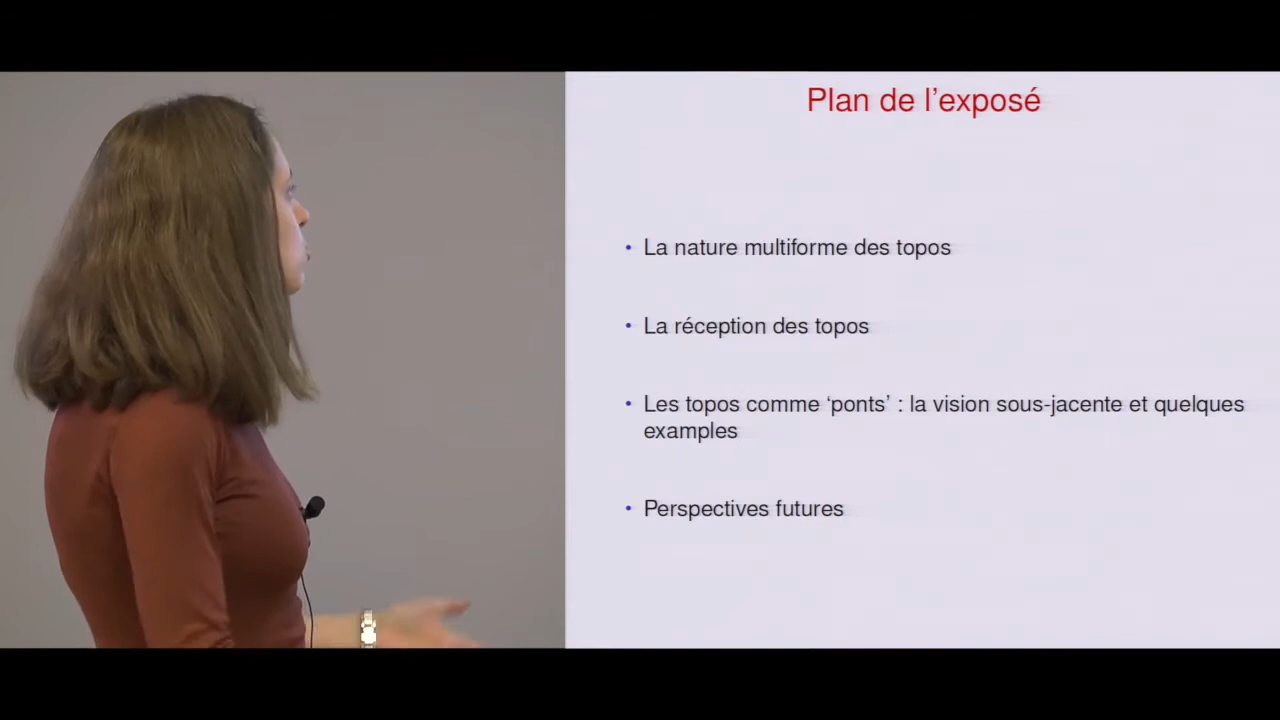 Plan de l'exposé
• La nature multiforme des topos
• La réception des topos
• Les topos comme ‘ponts’ : la vision sous-jacente et quelques
examples
• Perspectives futures